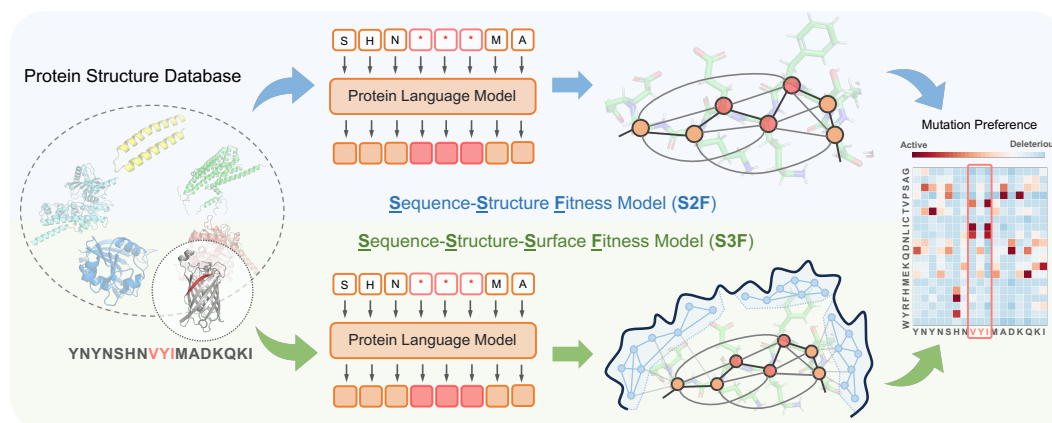 Protein Structure Database
YNYNSHNVYIMADKQKI
S H N * * * M A
Protein Language Model
Sequence-Structure Fitness Model (S2F)
Sequence-Structure-Surface Fitness Model (S3F)
S H N * * * M A
Protein Language Model
Mutation Preference
Active Deleteriou
WYRFHMEKQDNLICTVPSAG
YNYNSHNVYIMADKQKI